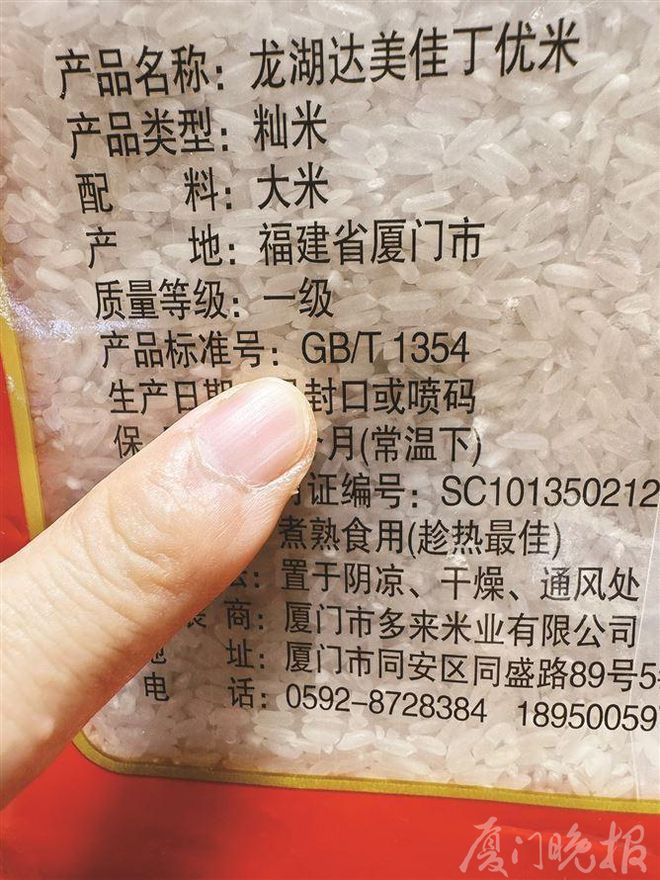 产品名称：龙湖达美佳丁优米
产品类型：籼米
配 料：大米
产 地：福建省厦门市
质量等级：一级
产品标准号：GB/T 1354
生产日期 封口或喷码
保 月(常温下)
证编号：SC101350212
煮熟食用(趁热最佳)
置于阴凉、干燥、通风处
商：厦门市多来米业有限公司
地 址：厦门市同安区同盛路89号5
电 话：0592-8728384 18950059
厦门晚报